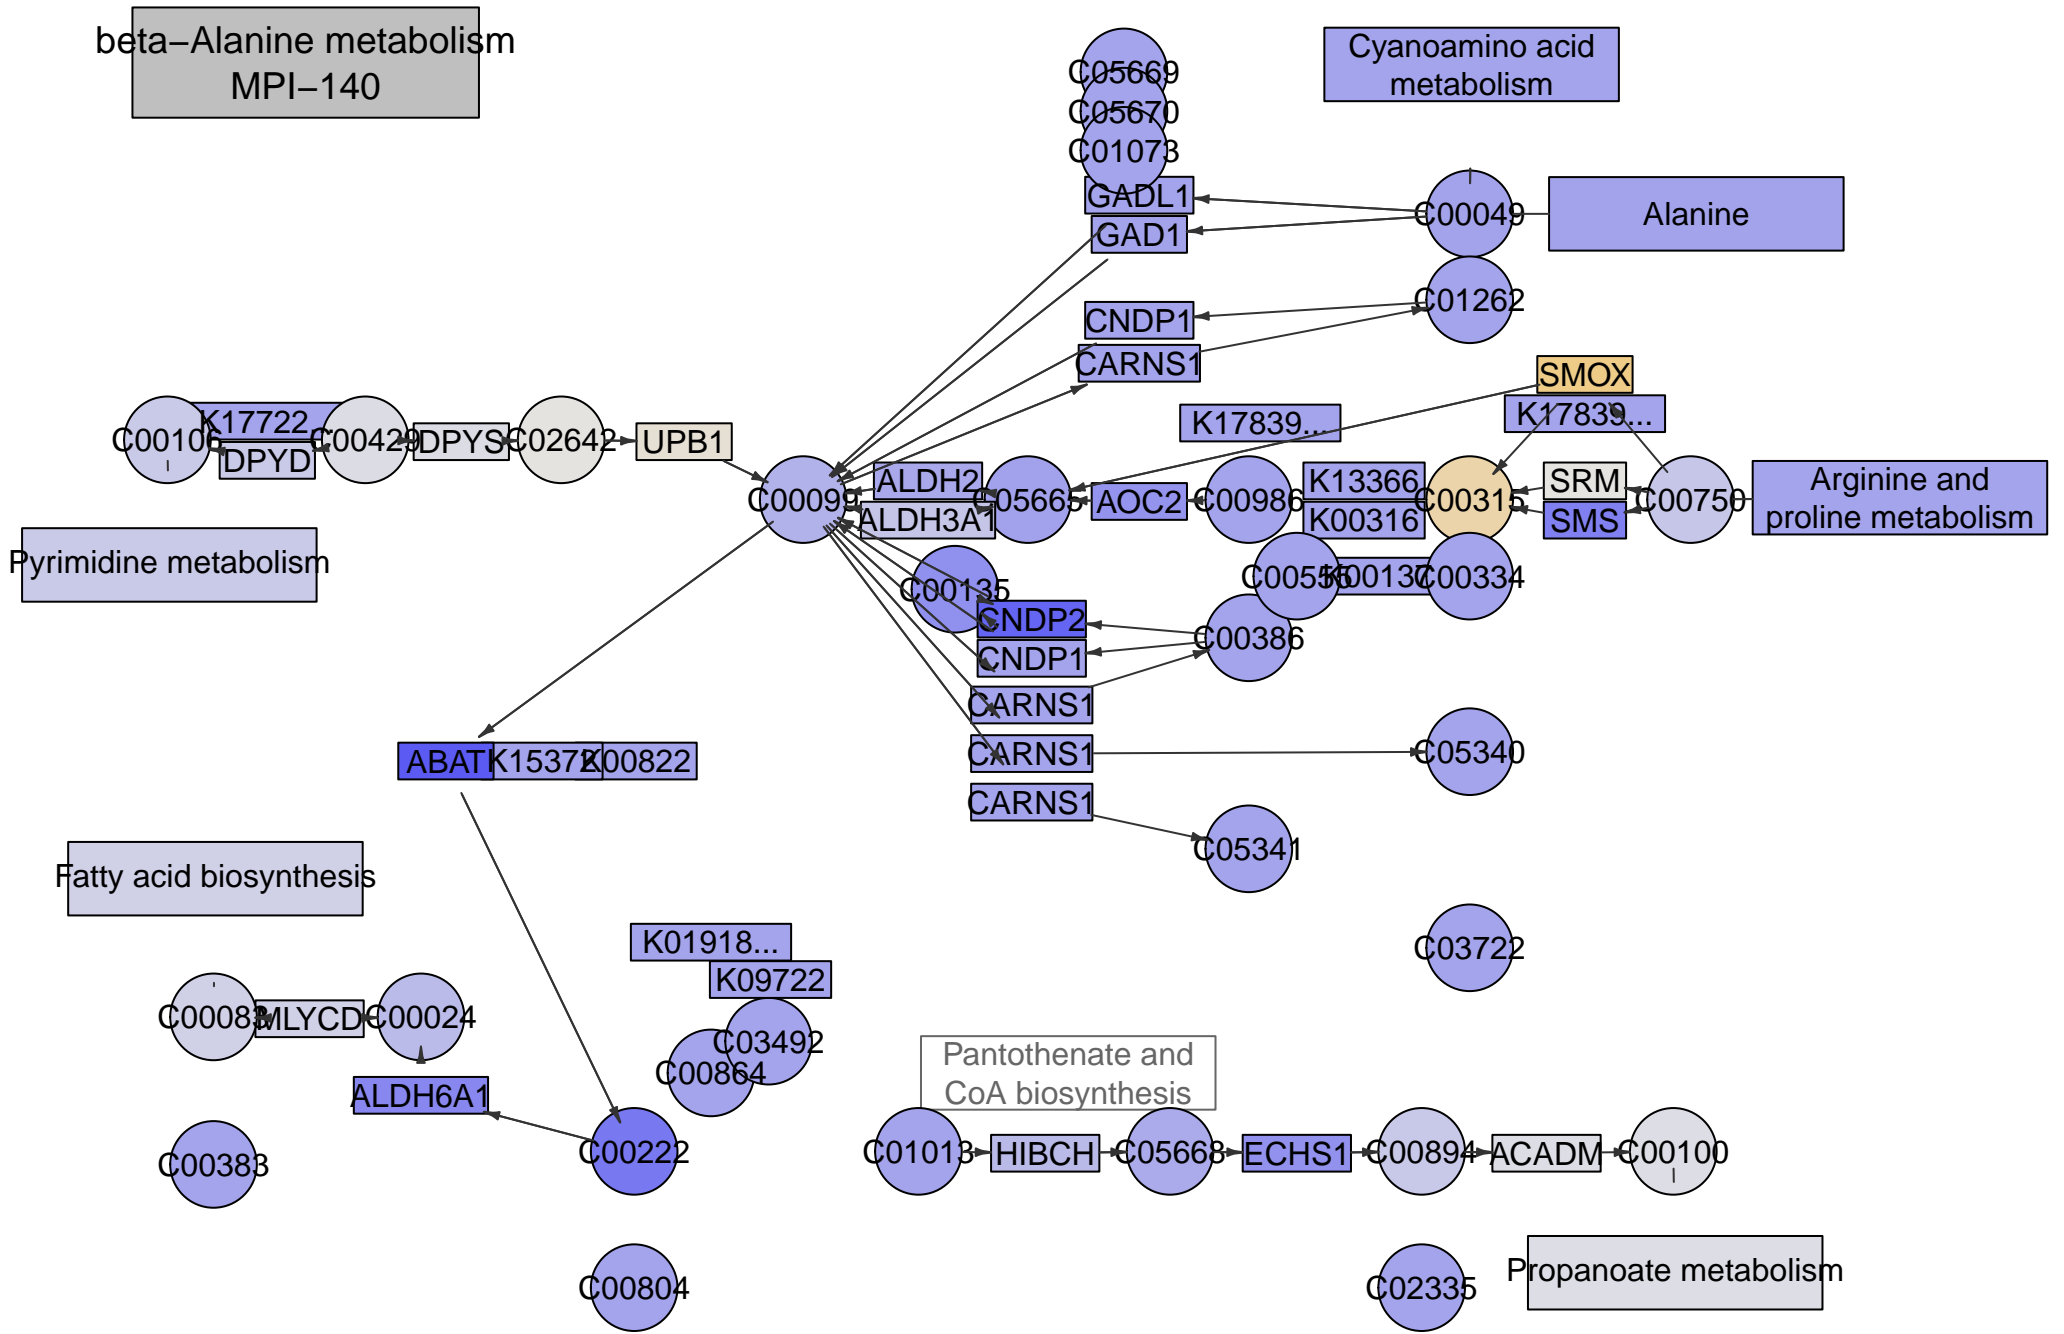 beta−Alanine metabolism
MPI−140
C05669
C05670
C01073
Cyanoamino acid
metabolism
GADL1
GAD1
C00049
Alanine
C01262
CNDP1
CARNS1
SMOX
K17839...
K17839...
C00106
K17722...
DPYD
C00429
DPYS
C02642
UPB1
C00099
ALDH2
ALDH3A1
C05665
AOC2
C00986
K13366
K00316
C00315
SRM
SMS
C00750
Arginine and
proline metabolism
Pyrimidine metabolism
C00135
C00555
K00137
C00334
CNDP2
CNDP1
C00386
CARNS1
CARNS1
CARNS1
C05340
C05341
ABAT
K15372
K00822
Fatty acid biosynthesis
K01918...
K09722
C03722
C00083
MLYCD
C00024
C03492
C00864
ALDH6A1
Pantothenate and
CoA biosynthesis
C00383
C00222
C01013
HIBCH
C05668
ECHS1
C00894
ACADM
C00100
C00804
C02335
Propanoate metabolism